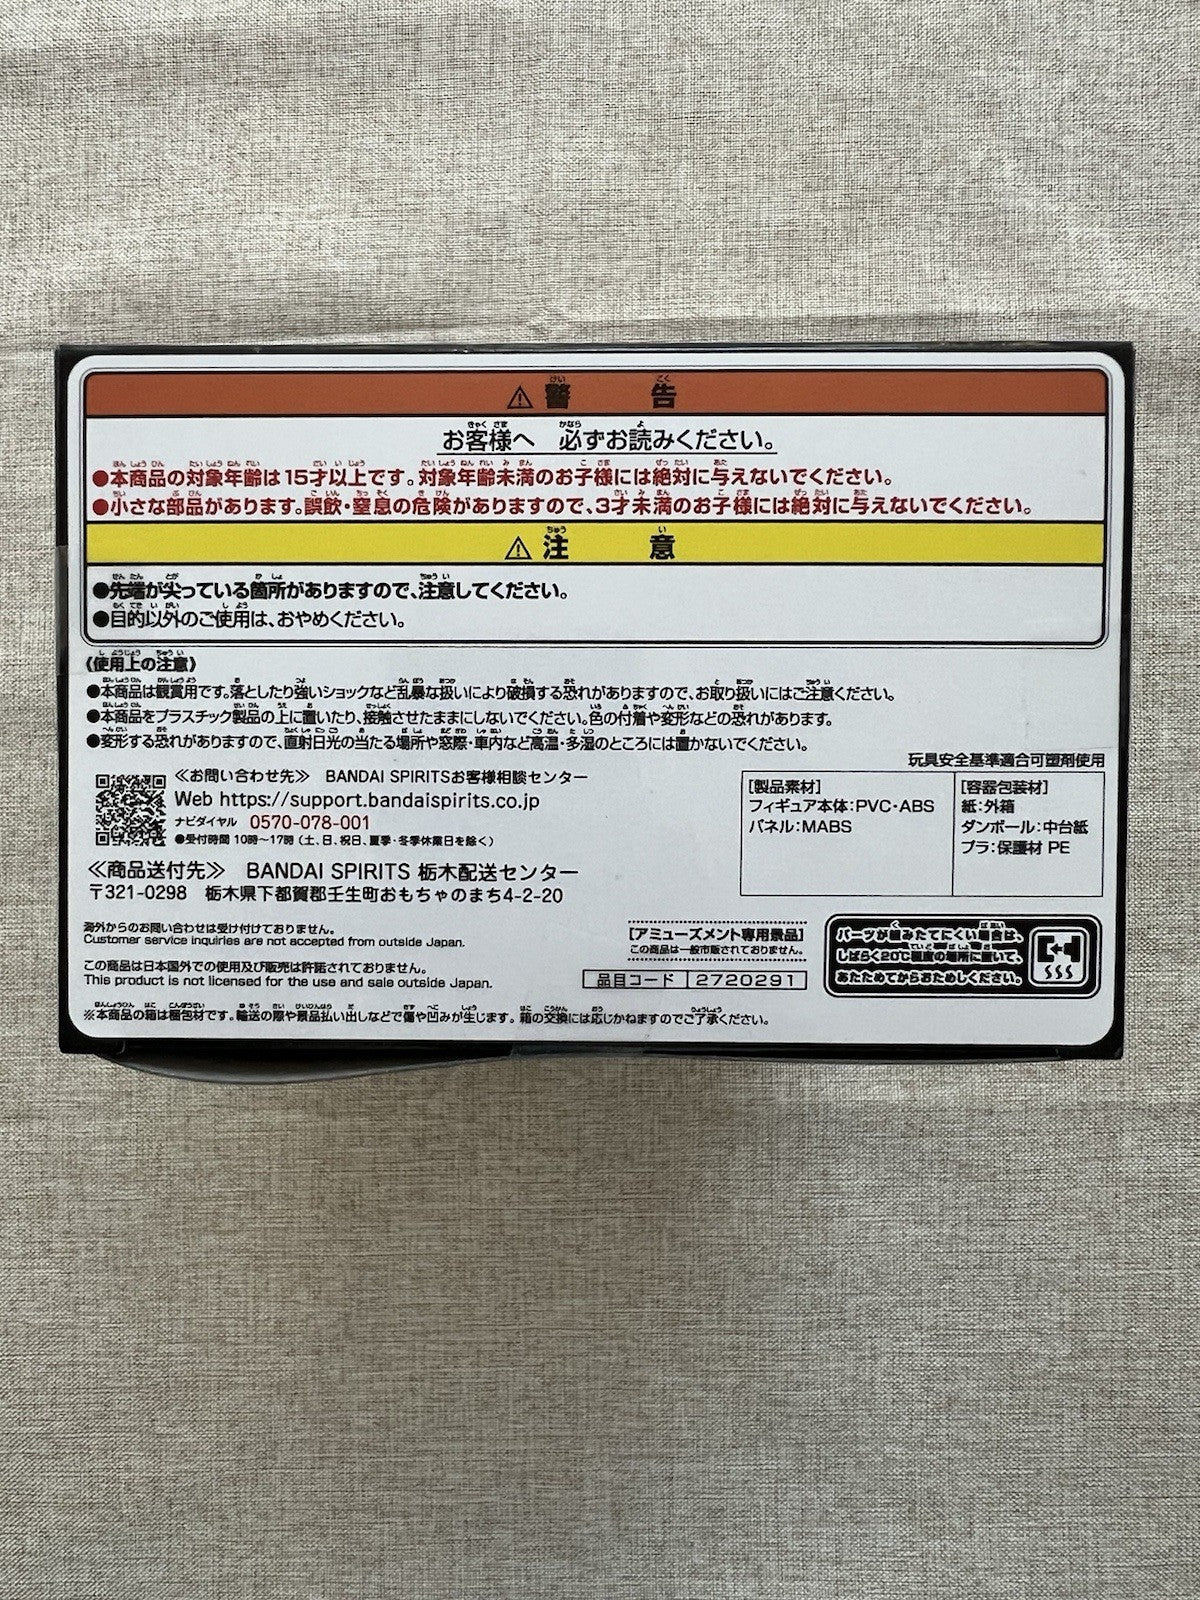 ⚠警 告
お客様へ 必ずお読みください。
●本商品の対象年齢は15才以上です。対象年齢未満のお子様には絶対に与えないでください。
●小さな部品があります。誤飲・窒息の危険がありますので、3才未満のお子様には絶対に与えないでください。
⚠注 意
●先端が尖っている箇所がありますので、注意してください。
●目的以外のご使用は、おやめください。
《使用上の注意》
●本商品は観賞用です。落としたり強いショックなど乱暴な扱いにより破損する恐れがありますので、お取り扱いにはご注意ください。
●本商品をプラスチック製品の上に置いたり、接触させたままにしないでください。色の付着や変形などの恐れがあります。
●変形する恐れがありますので、直射日光の当たる場所や窓際・車内など高温・多湿のところには置かないでください。
玩具安全基準適合可塑剤使用
≪お問い合わせ先≫ BANDAI SPIRITSお客様相談センター
Web https://support.bandaispirits.co.jp
ナビダイヤル 0570-078-001
●受付時間 10時～17時（土、日、祝日、夏季・冬季休業日を除く）
≪商品送付先≫ BANDAI SPIRITS 栃木配送センター
〒321-0298 栃木県下都賀郡壬生町おもちゃのまち4-2-20
[製品素材]
フィギュア本体:PVC・ABS
パネル:MABS
[容器包装材]
紙:外箱
ダンボール:中台紙
プラ:保護材 PE
海外からのお問い合わせは受け付けておりません。
Customer service inquiries are not accepted from outside Japan.
この商品は日本国外での使用及び販売は許諾されておりません。
This product is not licensed for the use and sale outside Japan.
[アミューズメント専用景品]
この商品は一般市販されておりません。
品目コード 2720291
パーツが組みたてにくい場合は、
しばらく20℃程度の場所に置いて、
あたためてからおためしください。
※本商品の箱は梱包材です。輸送の際や景品払い出しなどで傷や凹みが生じます。箱の交換には応じかねますのでご了承ください。